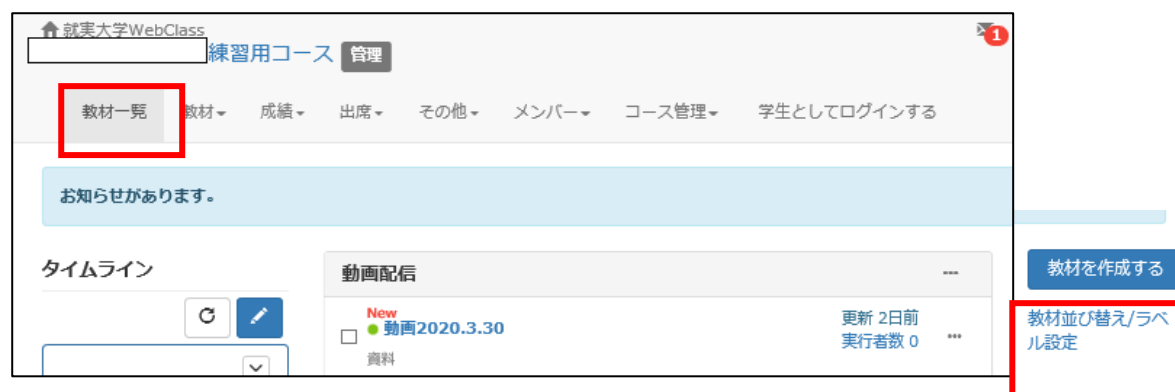 就実大学WebClass
練習用コース 管理
1
教材一覧 教材 成績 出席 その他 メンバー コース管理 学生としてログインする
お知らせがあります。
タイムライン
動画配信 ...
教材を作成する
New
動画2020.3.30
資料
更新 2日前
実行者数 0 ...
教材並び替え/ラベ
ル設定